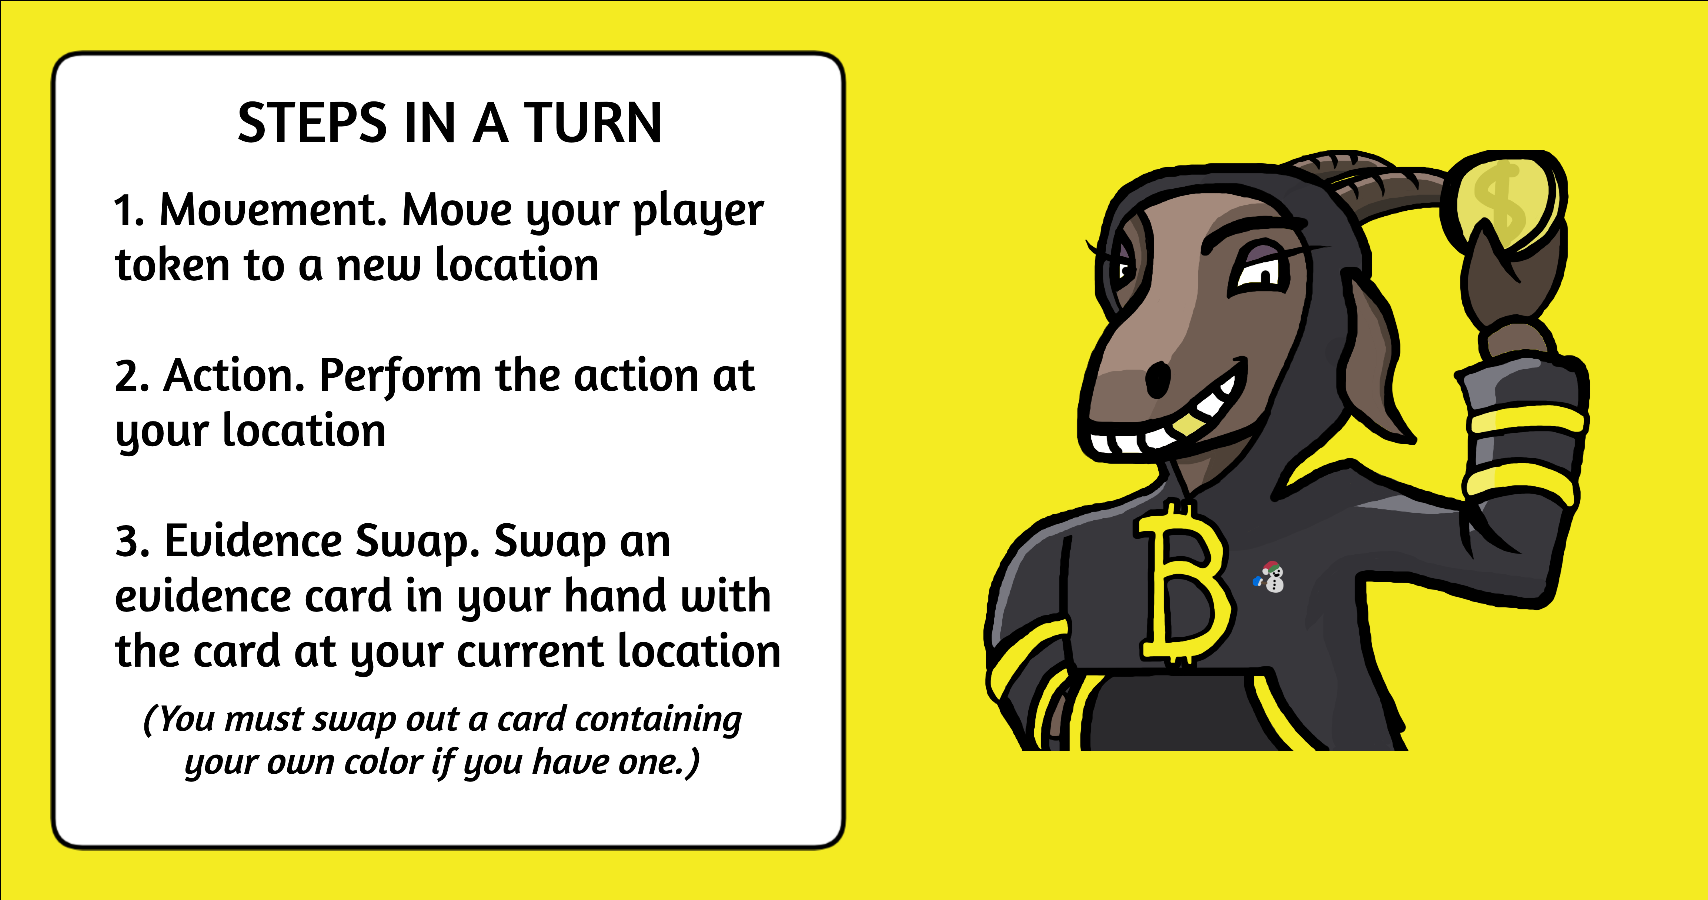 STEPS IN A TURN
1. Movement. Move your player
token to a new location
2. Action. Perform the action at
your location
3. Evidence Swap. Swap an
evidence card in your hand with
the card at your current location
(You must swap out a card containing
your own color if you have one.)
$
B